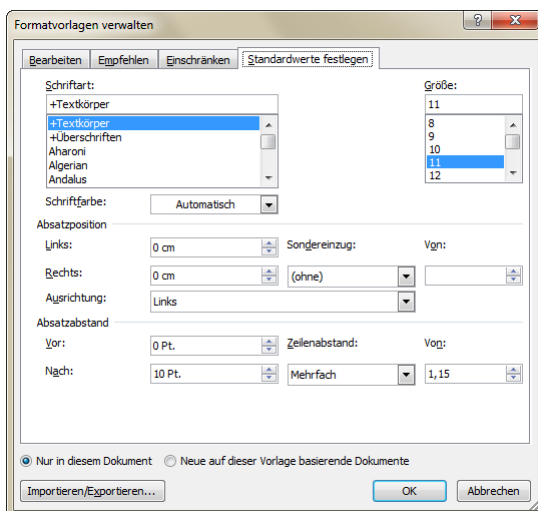 Formatvorlagen verwalten
Bearbeiten Empfehlen Einschränken Standardwerte festlegen
Schriftart: Größe:
+Textkörper 11
+Textkörper 8
+Überschriften 9
Aharoni 10
Algerian 11
Andalus 12
Schriftfarbe: Automatisch
Absatzposition
Links: 0 cm Sondereinzug: Von:
Rechts: 0 cm (ohne)
Ausrichtung: Links
Absatzabstand
Vor: 0 Pt. Zeilenabstand: Von:
Nach: 10 Pt. Mehrfach 1,15
Nur in diesem Dokument Neue auf dieser Vorlage basierende Dokumente
Importieren/Exportieren... OK Abbrechen